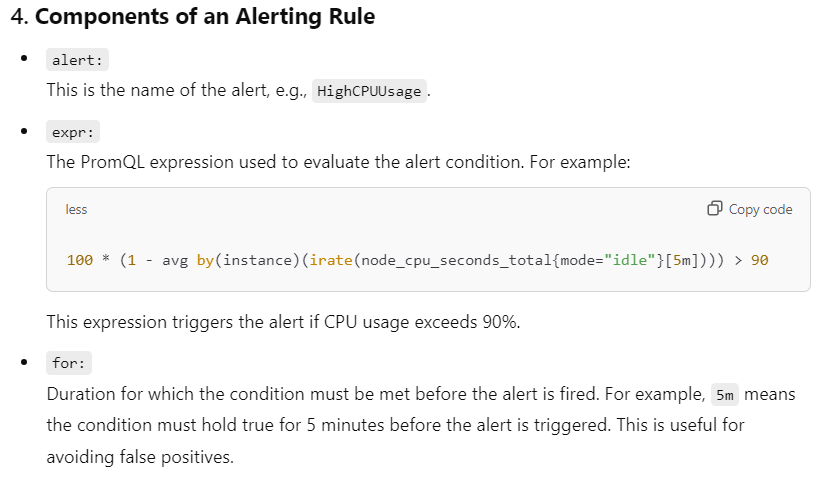 4. Components of an Alerting Rule
alert:
This is the name of the alert, e.g., HighCPUUsage.
expr:
The PromQL expression used to evaluate the alert condition. For example:
less
Copy code
100 * (1 - avg by(instance)(irate(node_cpu_seconds_total{mode="idle"}[5m]))) > 90
This expression triggers the alert if CPU usage exceeds 90%.
for:
Duration for which the condition must be met before the alert is fired. For example, 5m means
the condition must hold true for 5 minutes before the alert is triggered. This is useful for
avoiding false positives.